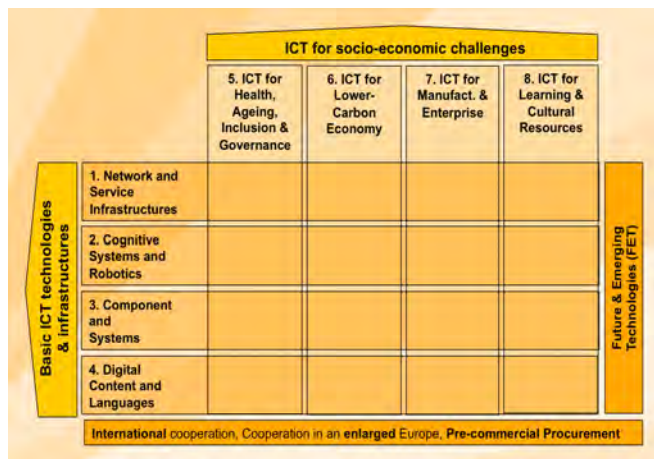 ICT for socio-economic challenges
5. ICT for
Health,
Ageing,
Inclusion &
Governance
6. ICT for
Lower-
Carbon
Economy
7. ICT for
Manufact. &
Enterprise
8. ICT for
Learning &
Cultural
Resources
Basic ICT technologies
& infrastructures
1. Network and
Service
Infrastructures
2. Cognitive
Systems and
Robotics
3. Component
and
Systems
4. Digital
Content and
Languages
Future & Emerging
Technologies (FET)
International cooperation, Cooperation in an enlarged Europe, Pre-commercial Procurement